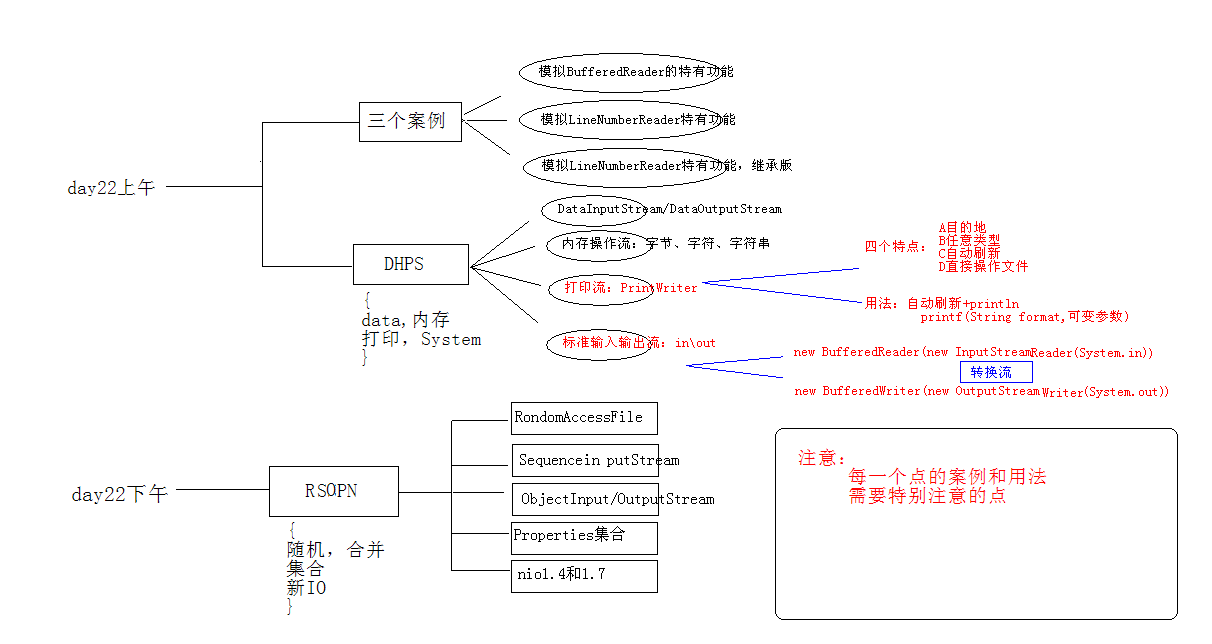 day22上午
三个案例
模拟BufferedReader的特有功能
模拟LineNumberReader特有功能
模拟LineNumberReader特有功能，继承版
DHPS
{
data,内存
打印，System
}
DataInputStream/DataOutputStream
内存操作流：字节、字符、字符串
打印流：PrintWriter
四个特点：
A目的地
B任意类型
C自动刷新
D直接操作文件
用法：自动刷新+println
printf(String format,可变参数)
标准输入输出流：in\out
new BufferedReader(new InputStreamReader(System.in))
转换流
new BufferedWriter(new OutputStreamWriter(System.out))
day22下午
RSOPN
{
随机，合并
集合
新IO
}
RondomAccessFile
Sequencein putStream
ObjectInput/OutputStream
Properties集合
nio1.4和1.7
注意：
每一个点的案例和用法
需要特别注意的点